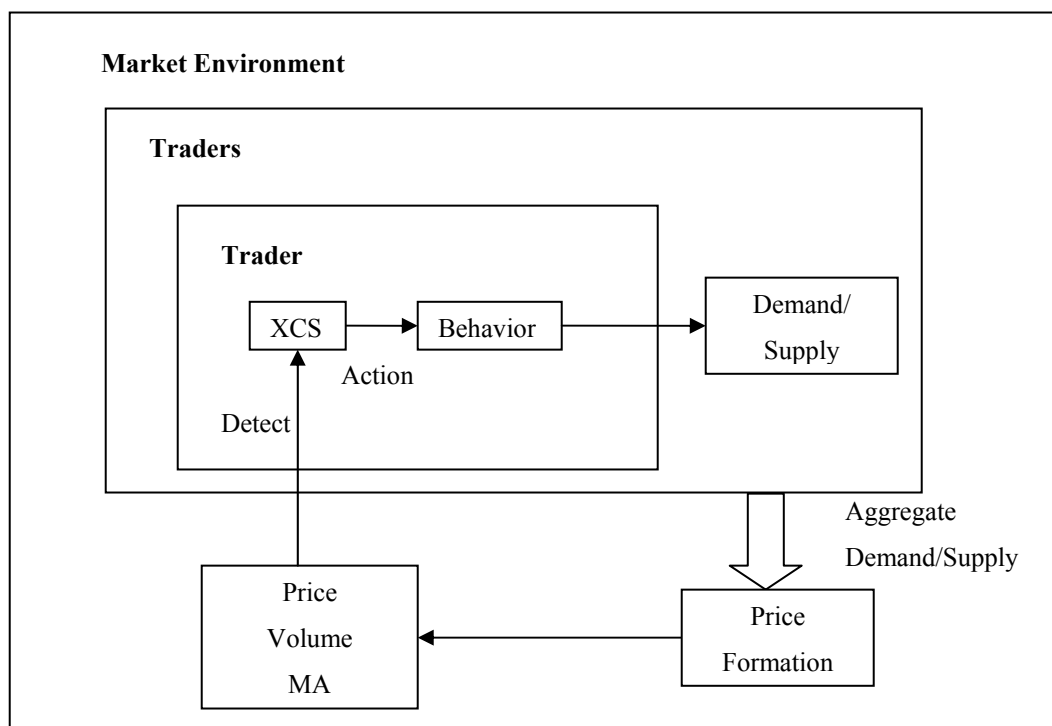 Market Environment
Traders
Trader
XCS
Behavior
Demand/
Supply
Action
Detect
Aggregate
Demand/Supply
Price
Volume
MA
Price
Formation